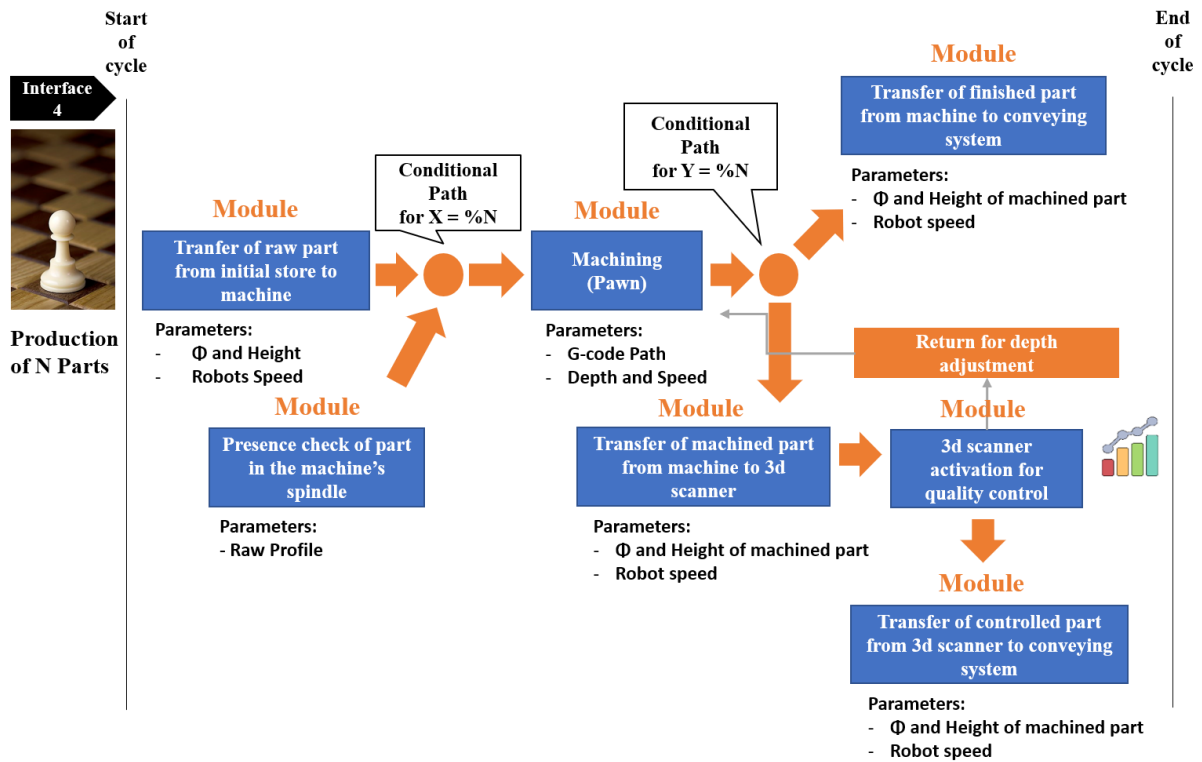 Start
of
cycle
End
of
cycle
Interface
4
Production
of N Parts
Module
Tranfer of raw part
from initial store to
machine
Parameters:
- Φ and Height
- Robots Speed
Conditional
Path
for X = %N
Module
Presence check of part
in the machine's
spindle
Parameters:
- Raw Profile
Module
Machining
(Pawn)
Parameters:
- G-code Path
- Depth and Speed
Conditional
Path
for Y = %N
Module
Transfer of finished part
from machine to conveying
system
Parameters:
- Φ and Height of machined part
- Robot speed
Return for depth
adjustment
Module
Transfer of machined part
from machine to 3d
scanner
Parameters:
- Φ and Height of machined part
- Robot speed
Module
3d scanner
activation for
quality control
Module
Transfer of controlled part
from 3d scanner to conveying
system
Parameters:
- Φ and Height of machined part
- Robot speed